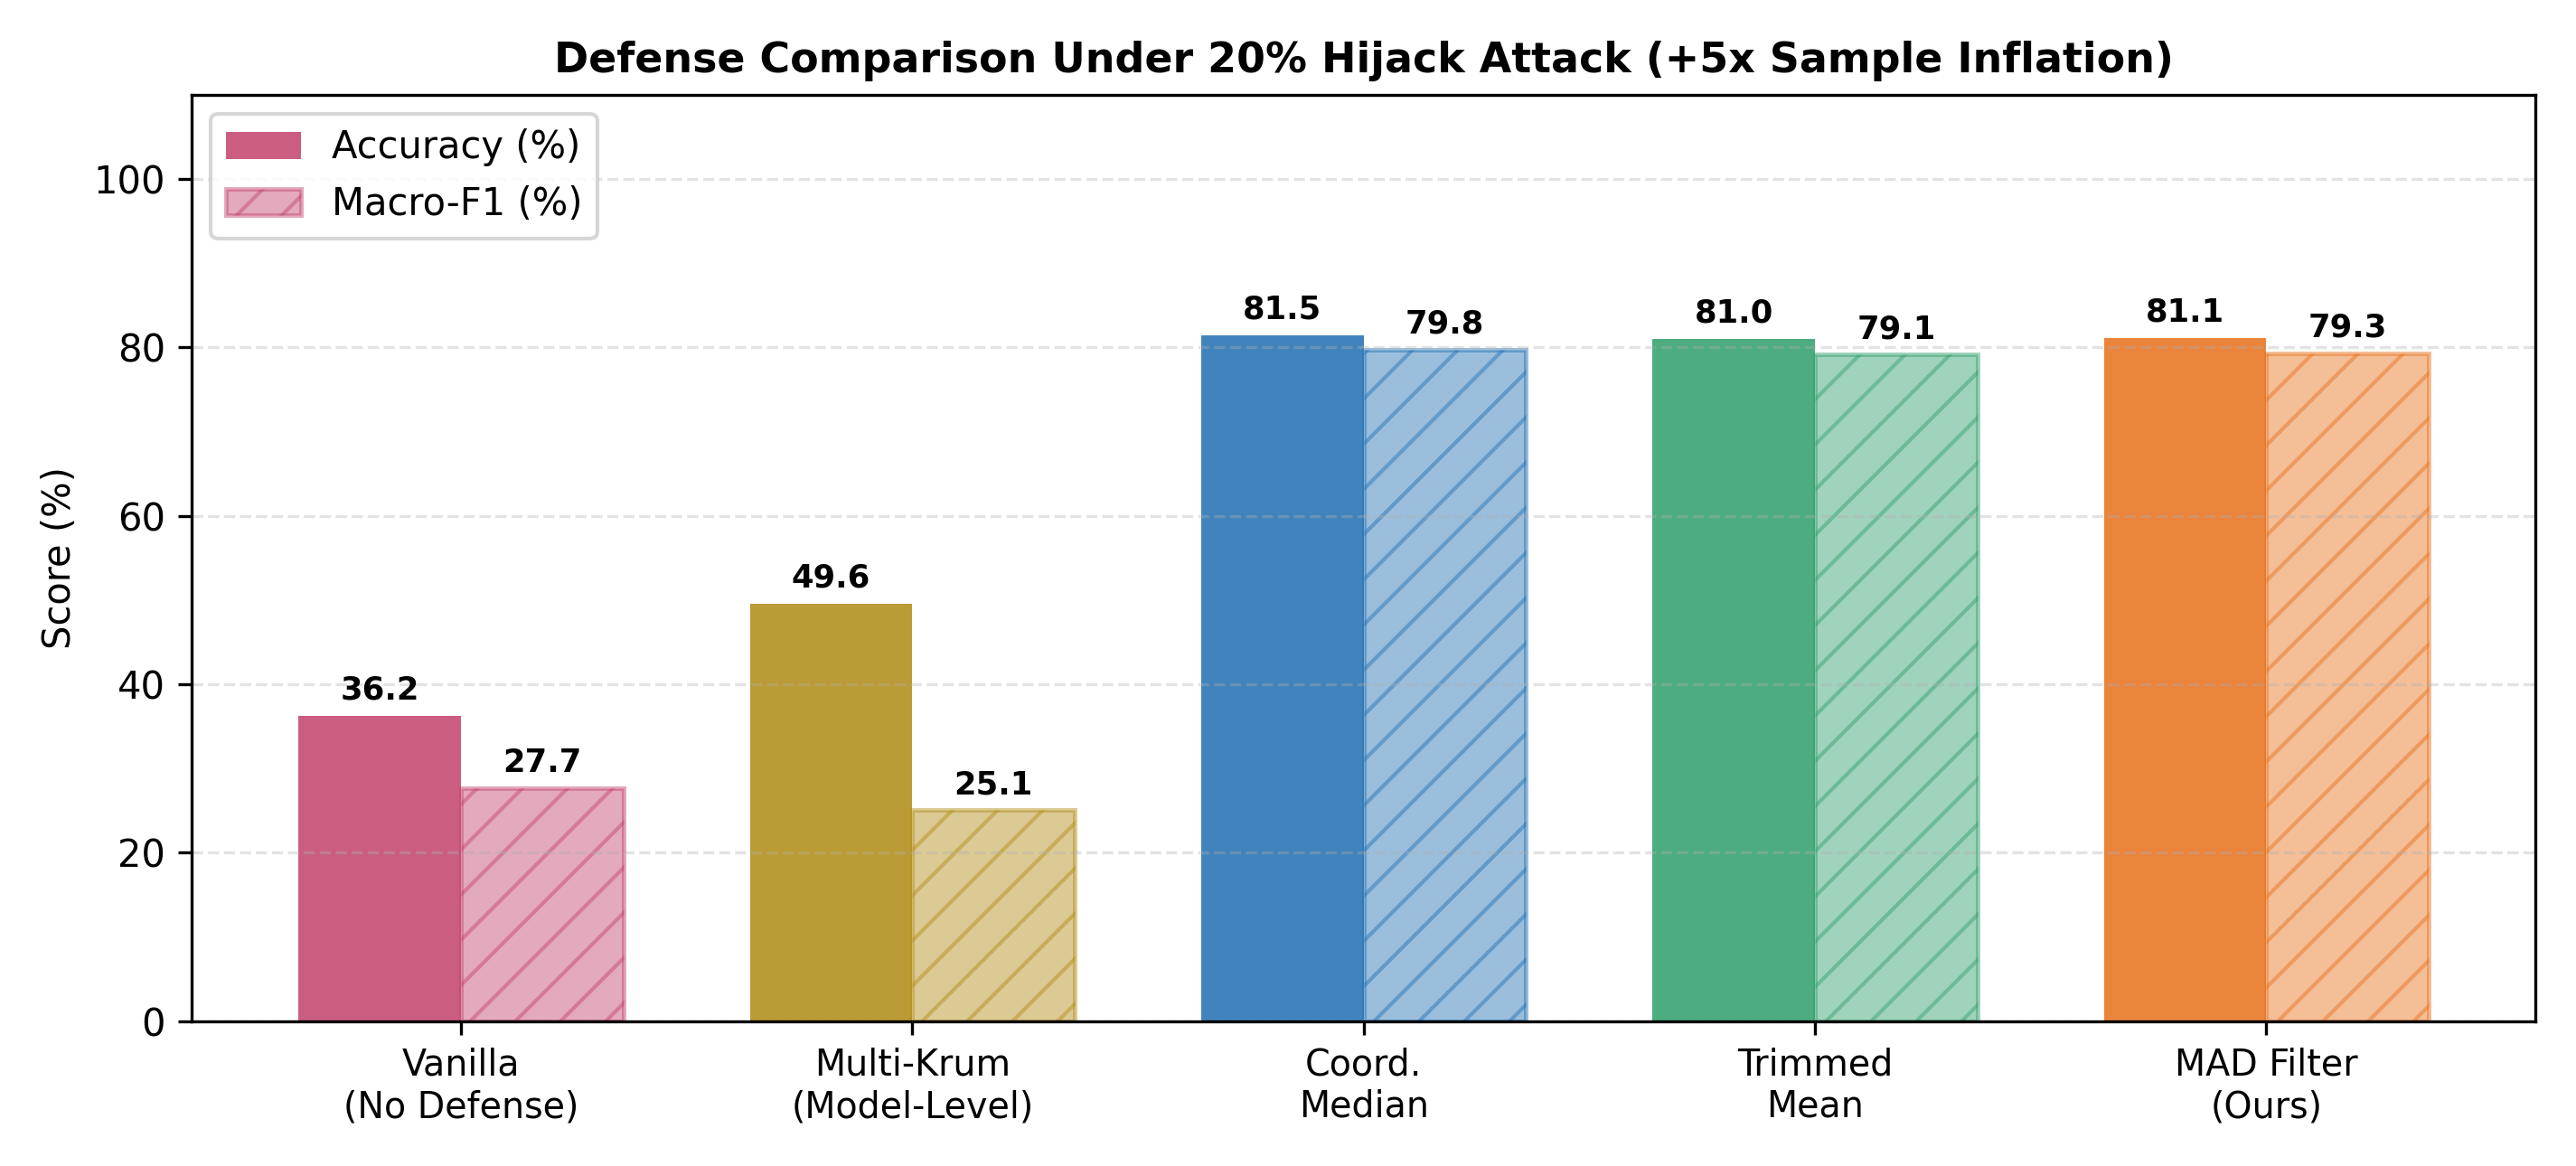 Defense Comparison Under 20% Hijack Attack (+5x Sample Inflation)
Accuracy (%)
Macro-F1 (%)
Score (%)
100
80
60
40
20
0
36.2
27.7
49.6
25.1
81.5
79.8
81.0
79.1
81.1
79.3
Vanilla
(No Defense)
Multi-Krum
(Model-Level)
Coord.
Median
Trimmed
Mean
MAD Filter
(Ours)